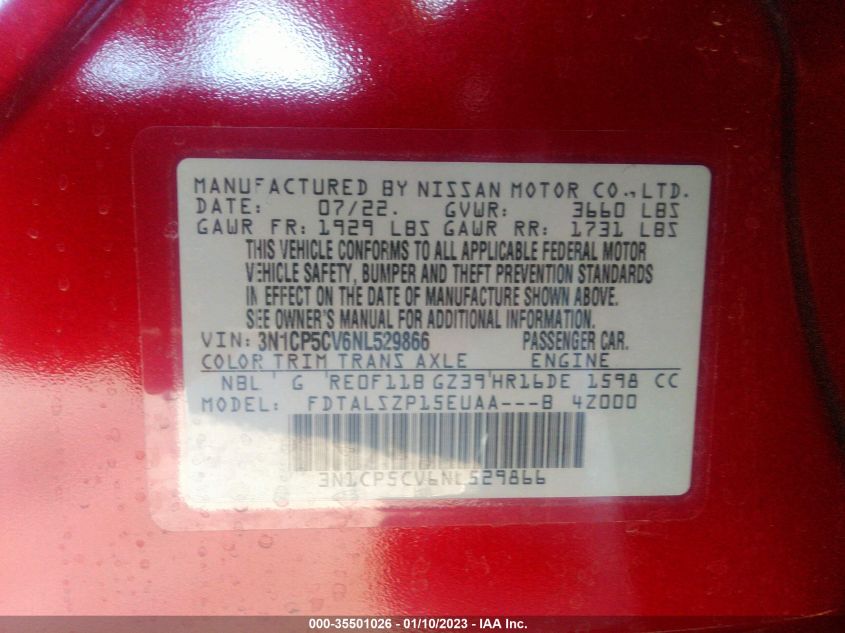 MANUFACTURED BY NISSAN MOTOR CO., LTD.
DATE: 07/22. GVWR: 3660 LBS
GAWR FR: 1929 LBS GAWR RR: 1731 LBS
THIS VEHICLE CONFORMS TO ALL APPLICABLE FEDERAL MOTOR
VEHICLE SAFETY, BUMPER AND THEFT PREVENTION STANDARDS
IN EFFECT ON THE DATE OF MANUFACTURE SHOWN ABOVE.
SEE OWNER'S MANUAL FOR ADDITIONAL INFORMATION.
VIN: 3N1CP5CV6NL529866 PASSENGER CAR.
COLOR TRIM TRANS AXLE ENGINE
NBL G RE0F11B GZ39 HR16DE 1598 CC
MODEL: FDTALSZP15EUAA---B 4Z000
3N1CP5CV6NL529866
000-35501026 - 01/10/2023 - IAA Inc.